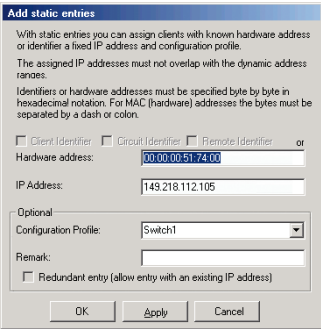 Add static entries
With static entries you can assign clients with known hardware address
or identifier a fixed IP address and configuration profile.
The assigned IP addresses must not overlap with the dynamic address
ranges.
Identifiers or hardware addresses must be specified byte by byte in
hexadecimal notation. For MAC (hardware) addresses the bytes must be
separated by a dash or colon.
Client Identifier Circuit Identifier Remote Identifier or
Hardware address: 00:00:00:51:74:00
IP Address: 149.218.112.105
Optional
Configuration Profile: Switch1
Remark:
Redundant entry (allow entry with an existing IP address)
OK Apply Cancel